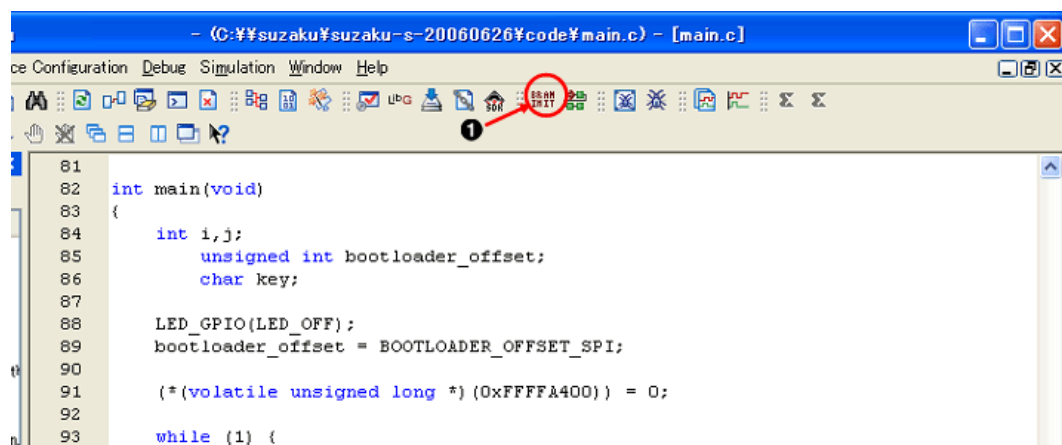 - (C:¥¥suzaku¥suzaku-s-20060626¥code¥main.c) - [main.c]
ce Configuration Debug Simulation Window Help
BRAM
INIT
SDK
❶
81
82 int main(void)
83 {
84 int i,j;
85 unsigned int bootloader_offset;
86 char key;
87
88 LED_GPIO(LED_OFF);
89 bootloader_offset = BOOTLOADER_OFFSET_SPI;
90
91 (*(volatile unsigned long *)(0xFFFFA400)) = 0;
92
93 while (1) {